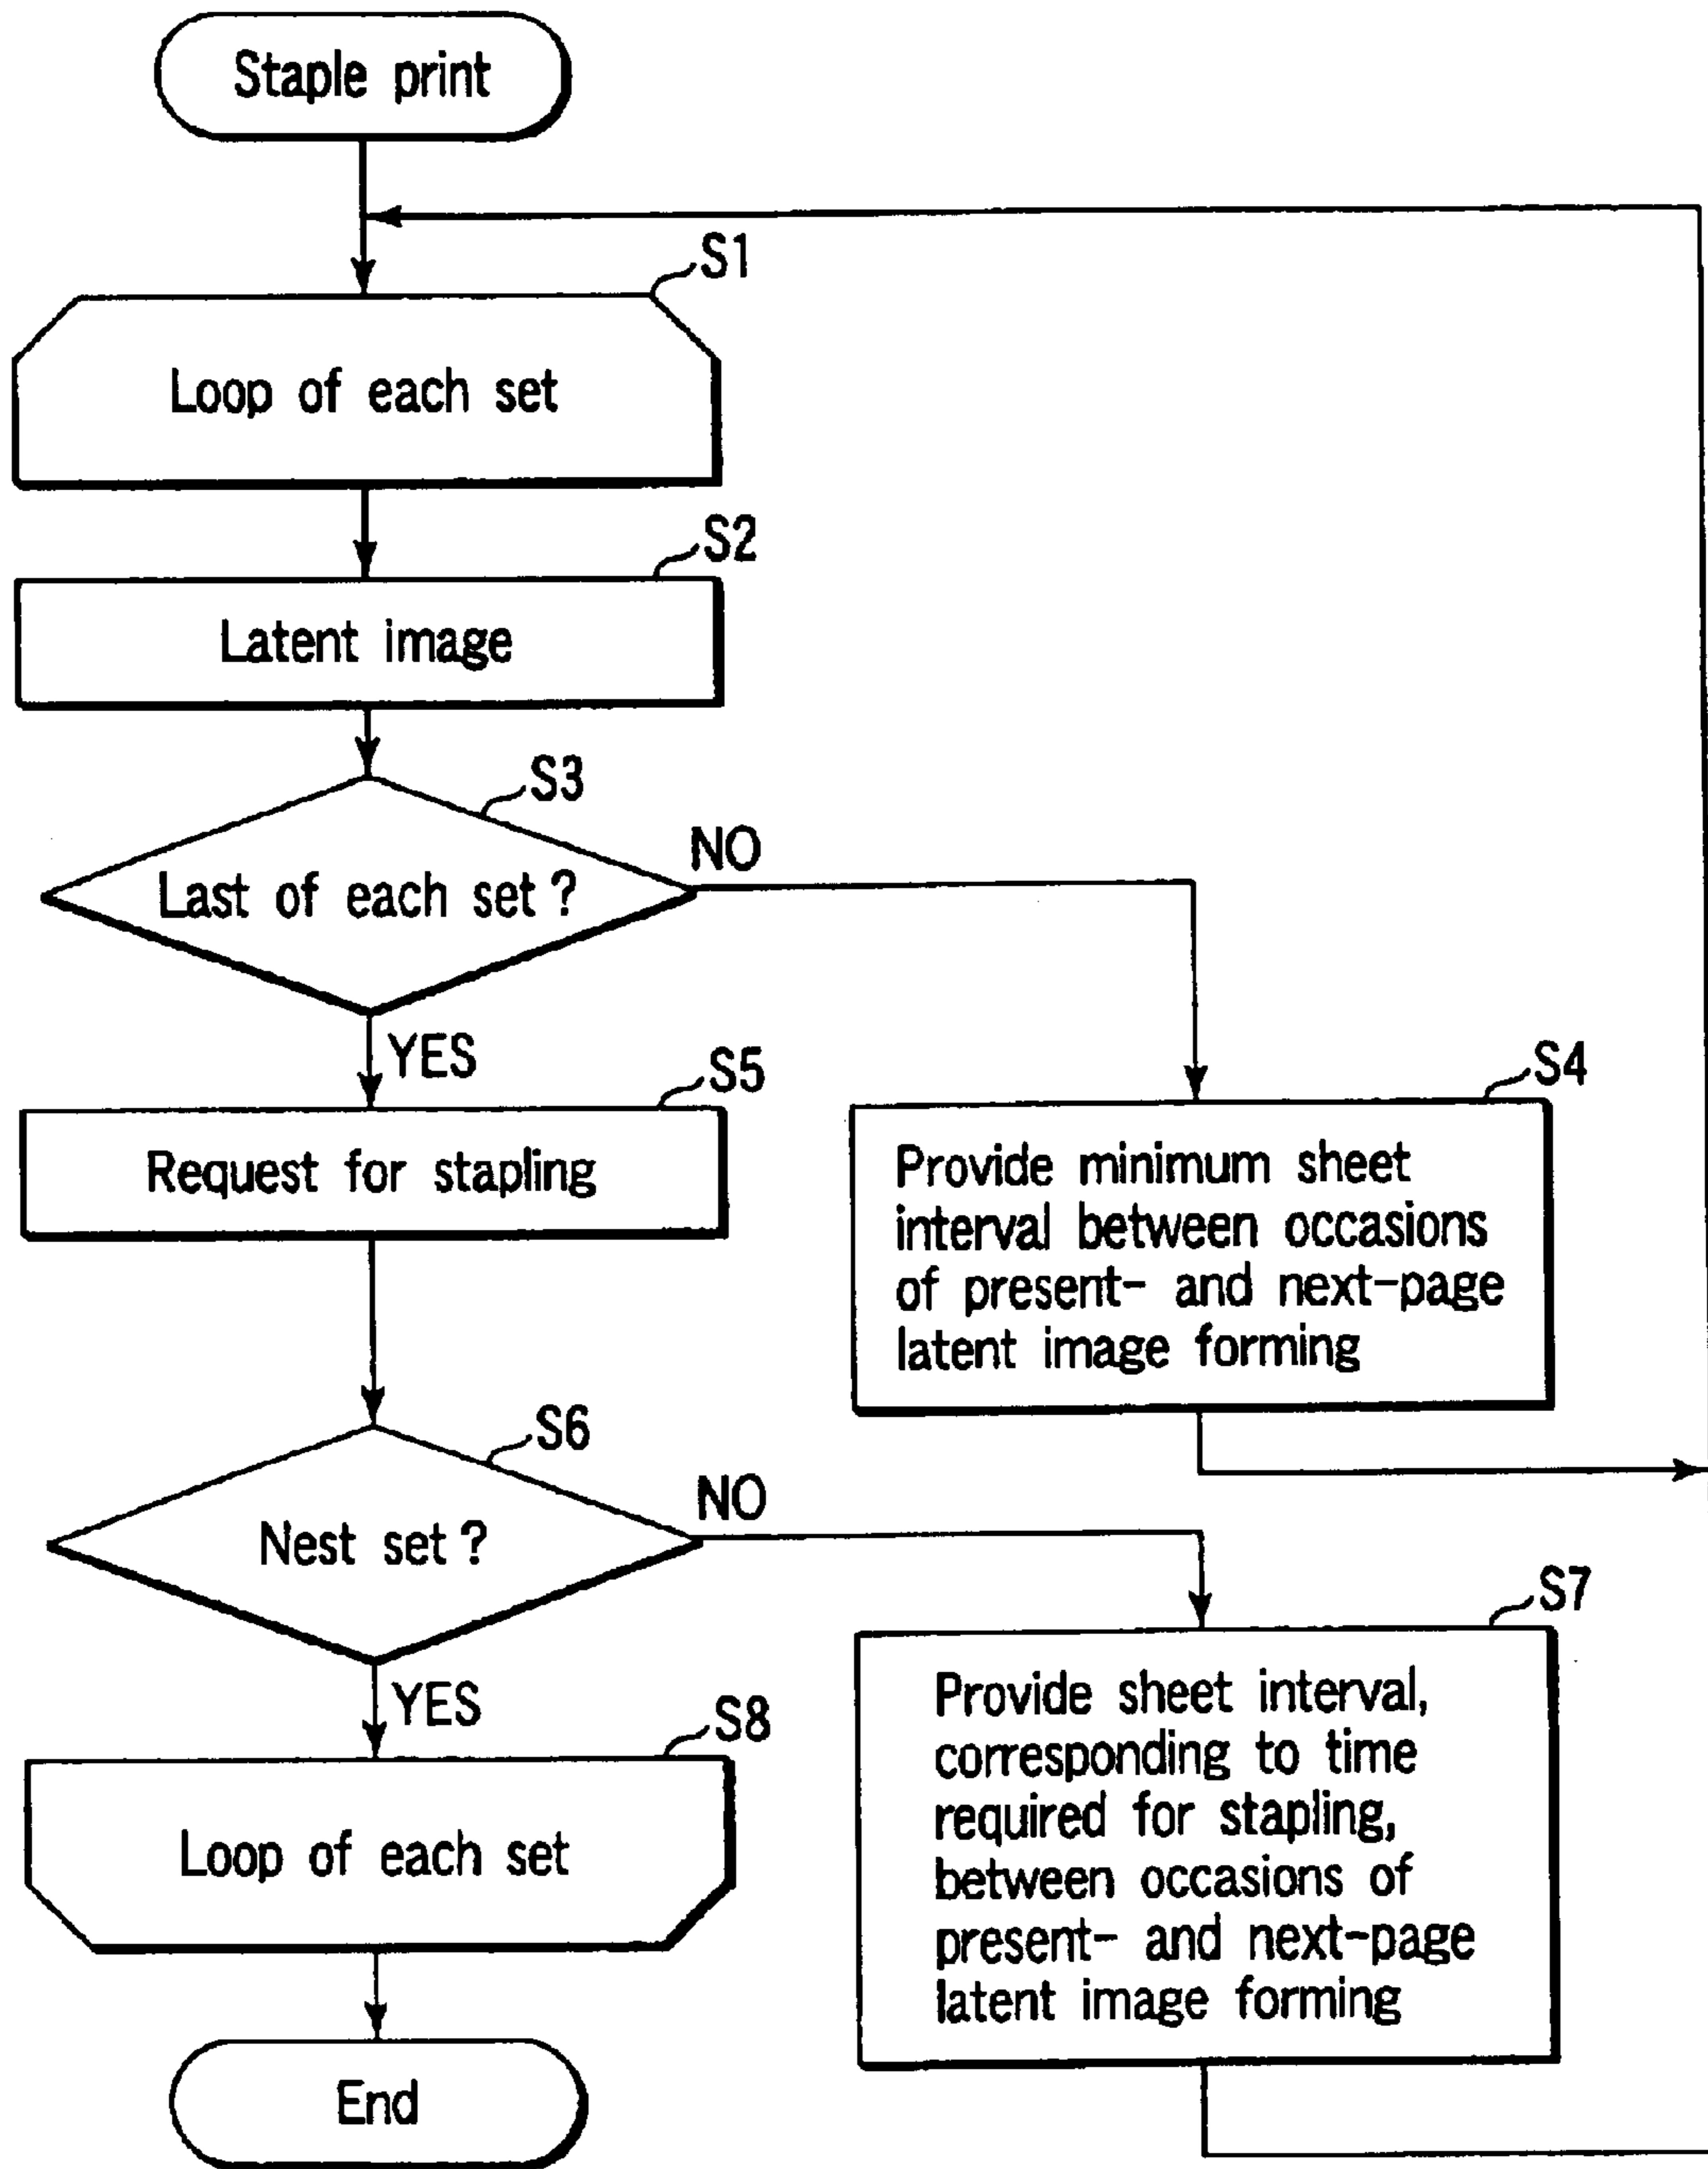 Staple print
S1
Loop of each set
S2
Latent image
S3
Last of each set?
NO
YES
S4
Provide minimum sheet
interval between occasions
of present- and next-page
latent image forming
S5
Request for stapling
S6
Nest set?
NO
YES
S7
Provide sheet interval,
corresponding to time
required for stapling,
between occasions of
present- and next-page
latent image forming
S8
Loop of each set
End